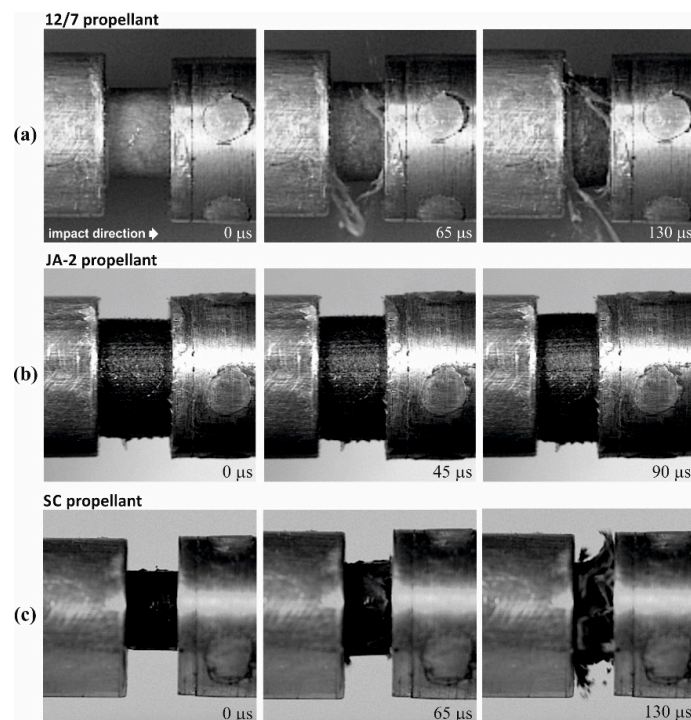 12/7 propellant
(a)
impact direction
0 µs
65 µs
130 µs
JA-2 propellant
(b)
0 µs
45 µs
90 µs
SC propellant
(c)
0 µs
65 µs
130 µs